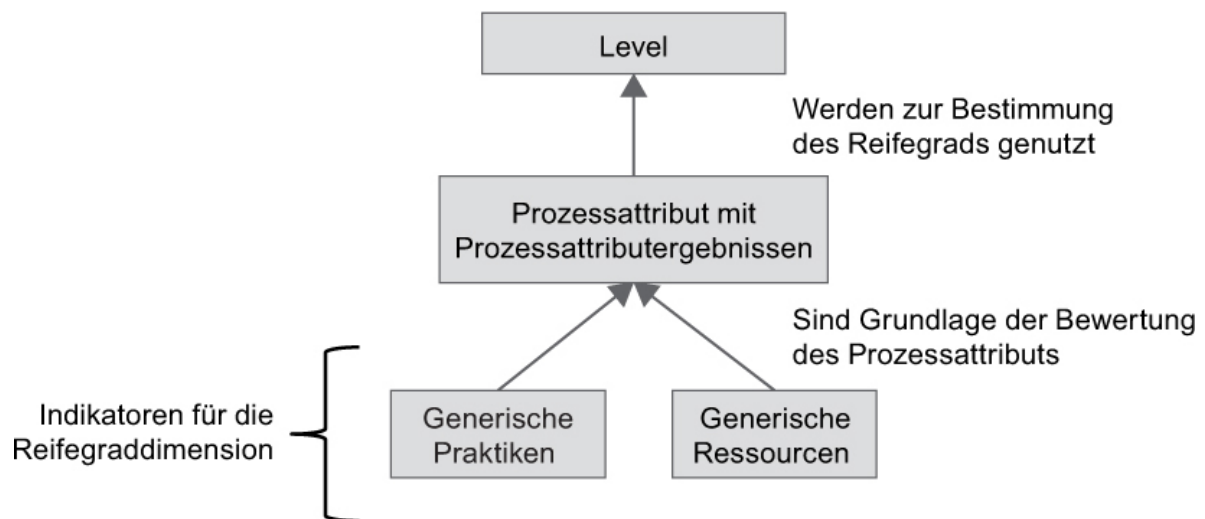 Level
Werden zur Bestimmung
des Reifegrads genutzt
Prozessattribut mit
Prozessattributergebnissen
Sind Grundlage der Bewertung
des Prozessattributs
Indikatoren für die
Reifegraddimension
Generische
Praktiken
Generische
Ressourcen